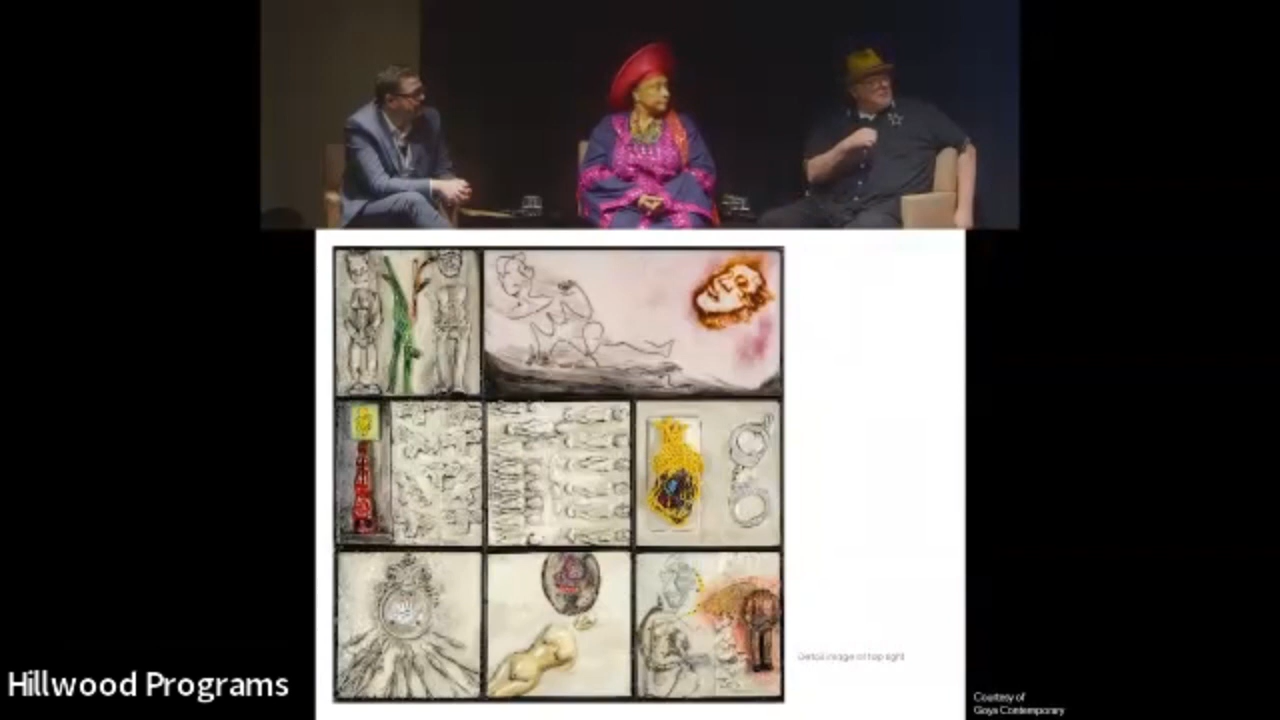 Detail image of top right
Hillwood Programs
Courtesy of
Goya Contemporary